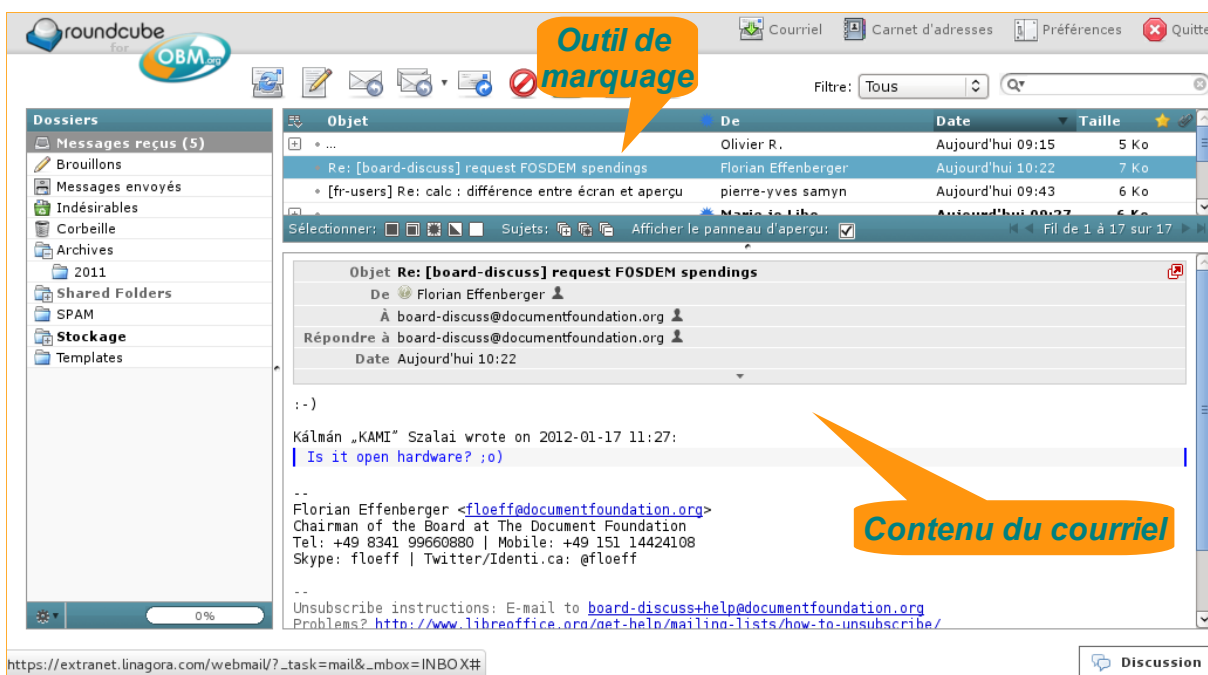 roundcube
for
OBM.org
Courriel
Carnet d'adresses
Préférences
Quitte
Outil de
marquage
Filtre: Tous
Dossiers
Messages reçus (5)
Brouillons
Messages envoyés
Indésirables
Corbeille
Archives
2011
Shared Folders
SPAM
Stockage
Templates
0%
Objet De Date Taille
... Olivier R. Aujourd'hui 09:15 5 Ko
Re: [board-discuss] request FOSDEM spendings Florian Effenberger Aujourd'hui 10:22 7 Ko
[fr-users] Re: calc : différence entre écran et aperçu pierre-yves samyn Aujourd'hui 09:43 6 Ko
Marie jo Libo Aujourd'hui 09:27 6 Ko
Sélectionner: Sujets: Afficher le panneau d'aperçu: Fil de 1 à 17 sur 17
Objet Re: [board-discuss] request FOSDEM spendings
De Florian Effenberger
À board-discuss@documentfoundation.org
Répondre à board-discuss@documentfoundation.org
Date Aujourd'hui 10:22
:-)
Kálmán „KAMI” Szalai wrote on 2012-01-17 11:27:
Is it open hardware? ;o)
--
Florian Effenberger <floeff@documentfoundation.org>
Chairman of the Board at The Document Foundation
Tel: +49 8341 99660880 | Mobile: +49 151 14424108
Skype: floeff | Twitter/Identi.ca: @floeff
--
Unsubscribe instructions: E-mail to board-discuss+help@documentfoundation.org
Problems? http://www.libreoffice.org/get-help/mailing-lists/how-to-unsubscribe/
Contenu du courriel
https://extranet.linagora.com/webmail/?_task=mail&_mbox=INBOX#
Discussion